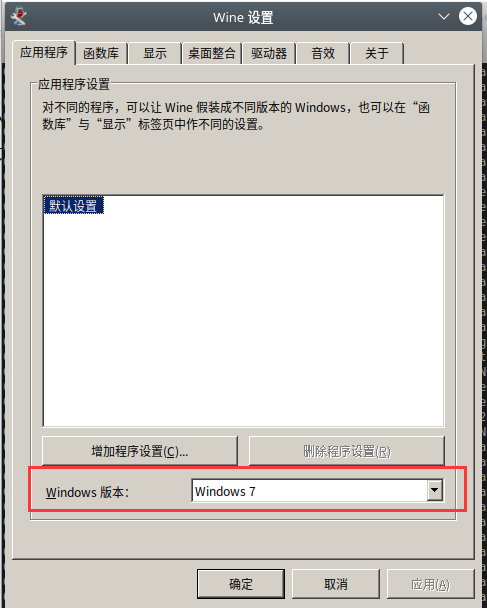 Wine 设置
应用程序 函数库 显示 桌面整合 驱动器 音效 关于
应用程序设置
对不同的程序，可以让 Wine 假装成不同版本的 Windows，也可以在“函
数库”与“显示”标签页中作不同的设置。
默认设置
增加程序设置(C)... 删除程序设置(R)
Windows 版本： Windows 7
确定 取消 应用(A)